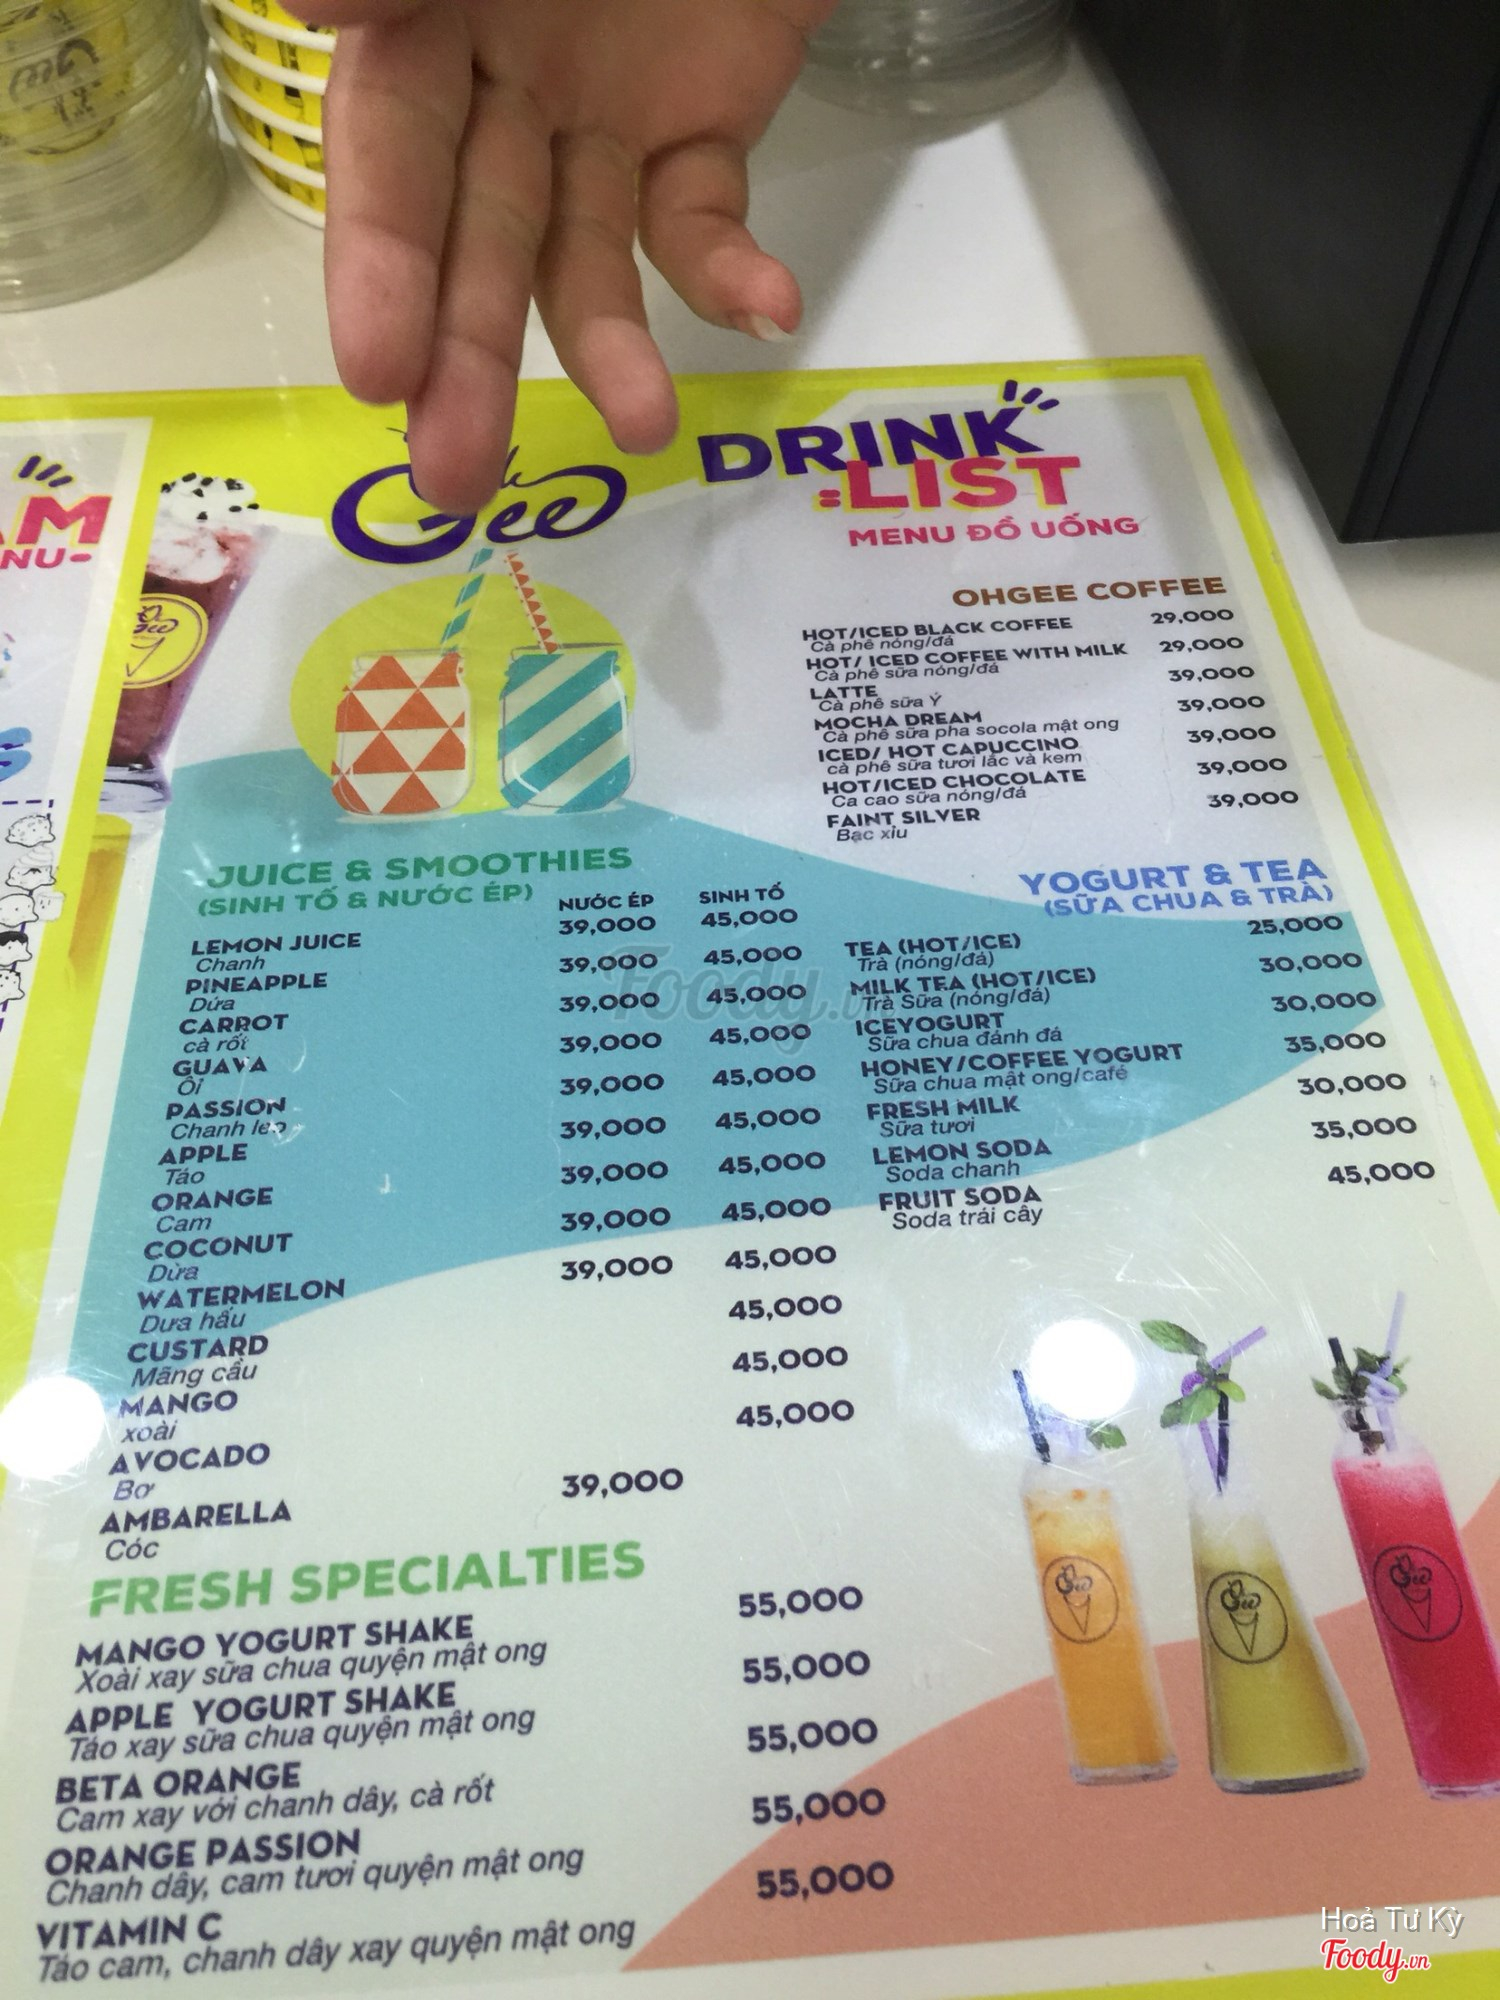 Gee
DRINK
LIST
MENU ĐỒ UỐNG
AM
NU-
OHGEE COFFEE
HOT/ICED BLACK COFFEE 29,000
Cà phê nóng/đá
HOT/ ICED COFFEE WITH MILK 29,000
Cà phê sữa nóng/đá
LATTE 39,000
Cà phê sữa Ý
MOCHA DREAM 39,000
Cà phê sữa pha socola mật ong
ICED/ HOT CAPUCCINO 39,000
cà phê sữa tươi lắc và kem
HOT/ICED CHOCOLATE 39,000
Ca cao sữa nóng/đá
FAINT SILVER 39,000
Bạc xỉu
JUICE & SMOOTHIES
(SINH TỐ & NƯỚC ÉP) NƯỚC ÉP SINH TỐ
LEMON JUICE 39,000 45,000
Chanh
PINEAPPLE 39,000 45,000
Dứa
CARROT 39,000 45,000
cà rốt
GUAVA 39,000 45,000
Ổi
PASSION 39,000 45,000
Chanh leo
APPLE 39,000 45,000
Táo
ORANGE 39,000 45,000
Cam
COCONUT 39,000 45,000
Dừa
WATERMELON 39,000 45,000
Dưa hấu
CUSTARD 45,000
Mãng cầu
MANGO 45,000
xoài
AVOCADO 45,000
Bơ
AMBARELLA 39,000
Cóc
YOGURT & TEA
(SỮA CHUA & TRÀ)
TEA (HOT/ICE) 25,000
Trà (nóng/đá)
MILK TEA (HOT/ICE) 30,000
Trà Sữa (nóng/đá)
ICEYOGURT 30,000
Sữa chua đánh đá
HONEY/COFFEE YOGURT 35,000
Sữa chua mật ong/café
FRESH MILK 30,000
Sữa tươi
LEMON SODA 35,000
Soda chanh
FRUIT SODA 45,000
Soda trái cây
FRESH SPECIALTIES
MANGO YOGURT SHAKE 55,000
Xoài xay sữa chua quyện mật ong
APPLE YOGURT SHAKE 55,000
Táo xay sữa chua quyện mật ong
BETA ORANGE 55,000
Cam xay với chanh dây, cà rốt
ORANGE PASSION 55,000
Chanh dây, cam tươi quyện mật ong
VITAMIN C 55,000
Táo cam, chanh dây xay quyện mật ong
Foody.vn
Hoả Tư Kỳ
Foody.vn